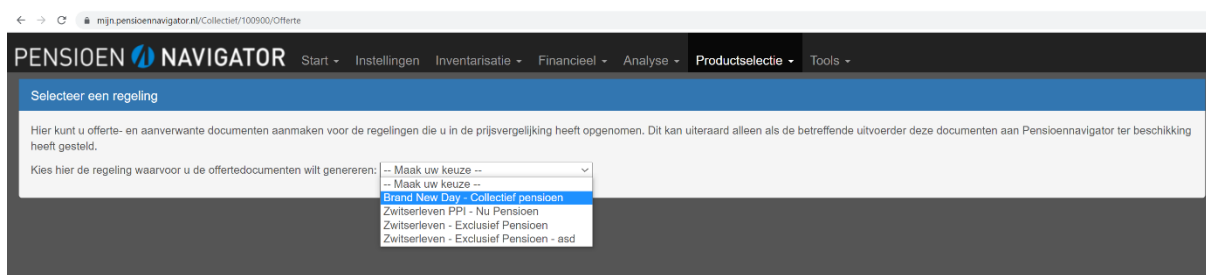 mijn.pensioennavigator.nl/Collectief/100900/Offerte
PENSIOEN NAVIGATOR Start Instellingen Inventarisatie Financieel Analyse Productselectie Tools
Selecteer een regeling
Hier kunt u offerte- en aanverwante documenten aanmaken voor de regelingen die u in de prijsvergelijking heeft opgenomen. Dit kan uiteraard alleen als de betreffende uitvoerder deze documenten aan Pensioennavigator ter beschikking
heeft gesteld.
Kies hier de regeling waarvoor u de offertedocumenten wilt genereren: -- Maak uw keuze --
-- Maak uw keuze --
Brand New Day - Collectief pensioen
Zwitserleven PPI - Nu Pensioen
Zwitserleven - Exclusief Pensioen
Zwitserleven - Exclusief Pensioen - asd